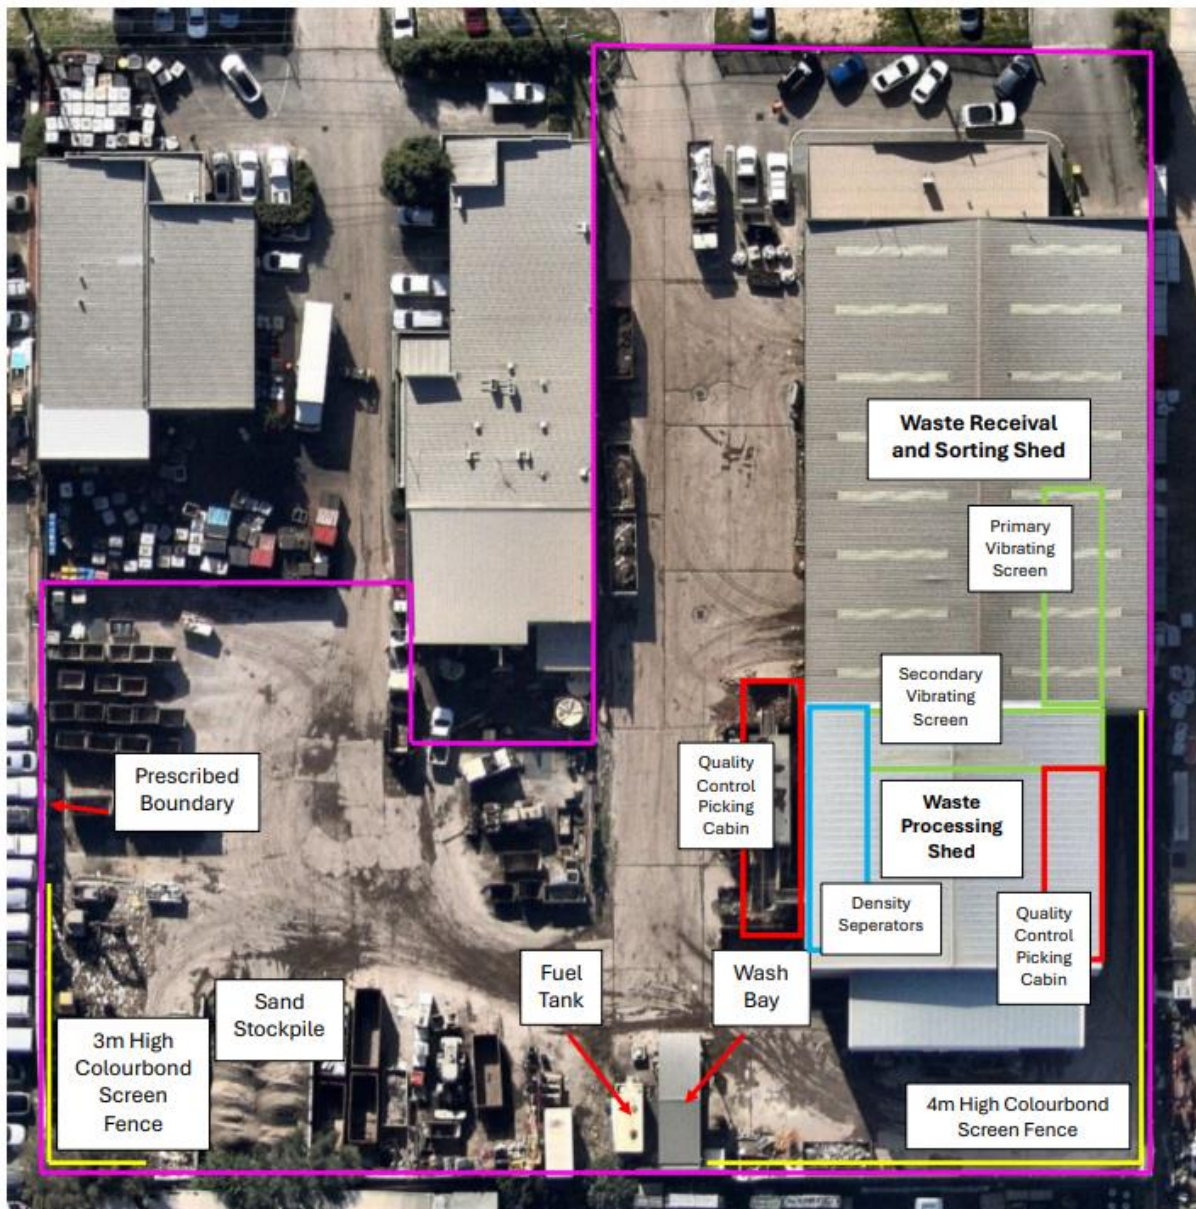 Waste Receival
and Sorting Shed
Primary
Vibrating
Screen
Secondary
Vibrating
Screen
Prescribed
Boundary
Quality
Control
Picking
Cabin
Waste
Processing
Shed
Density
Seperators
Quality
Control
Picking
Cabin
Fuel
Tank
Wash
Bay
Sand
Stockpile
3m High
Colourbond
Screen
Fence
4m High Colourbond
Screen Fence